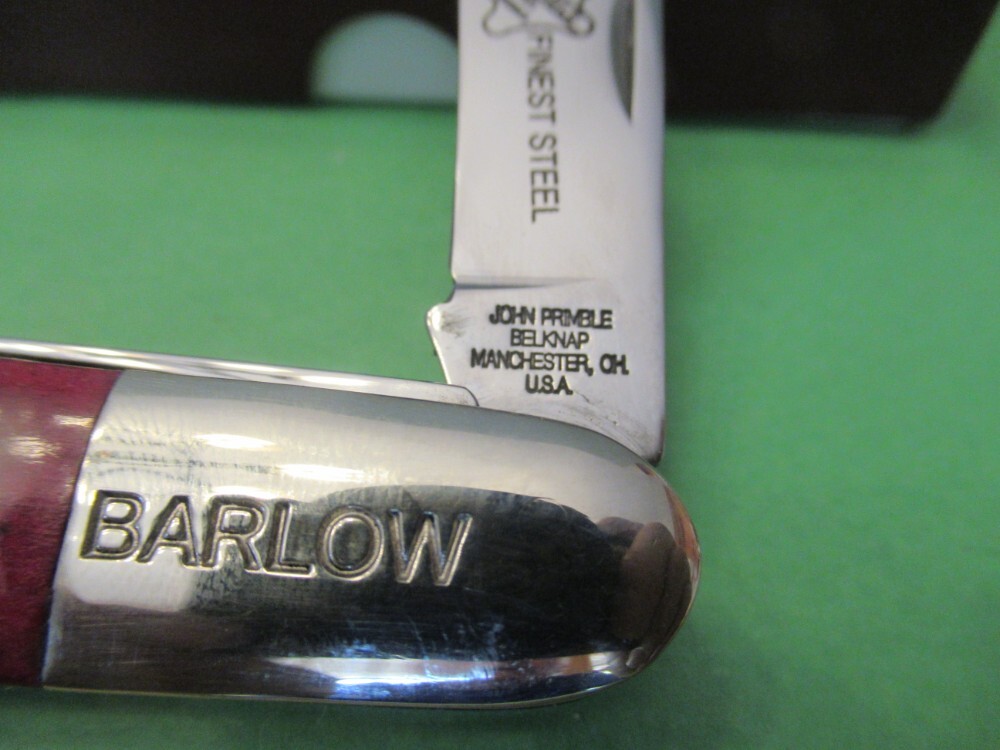 FINEST STEEL
JOHN PRIMBLE
BELKNAP
MANCHESTER, OH.
U.S.A.
BARLOW